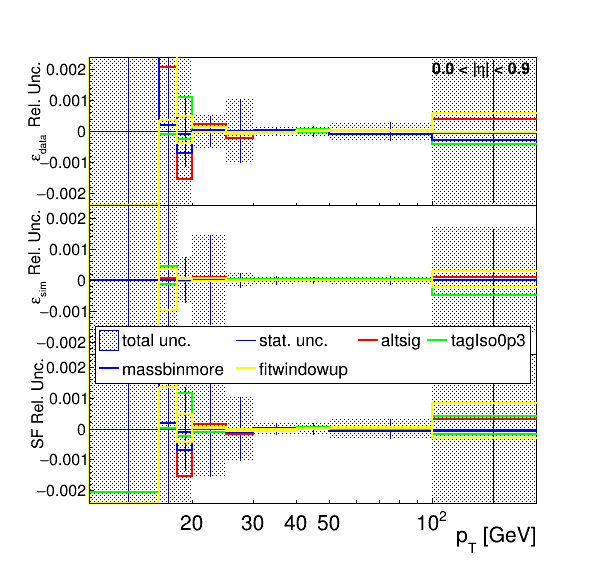 0.0 < |η| < 0.9
ε_data Rel. Unc.
0.002
0.001
0
−0.001
−0.002
ε_sim Rel. Unc.
0.002
0.001
0
−0.001
−0.002
total unc. stat. unc. altsig tagIso0p3
massbinmore fitwindowup
SF Rel. Unc.
0.001
0
−0.001
−0.002
20 30 40 50 10^2
p_T [GeV]